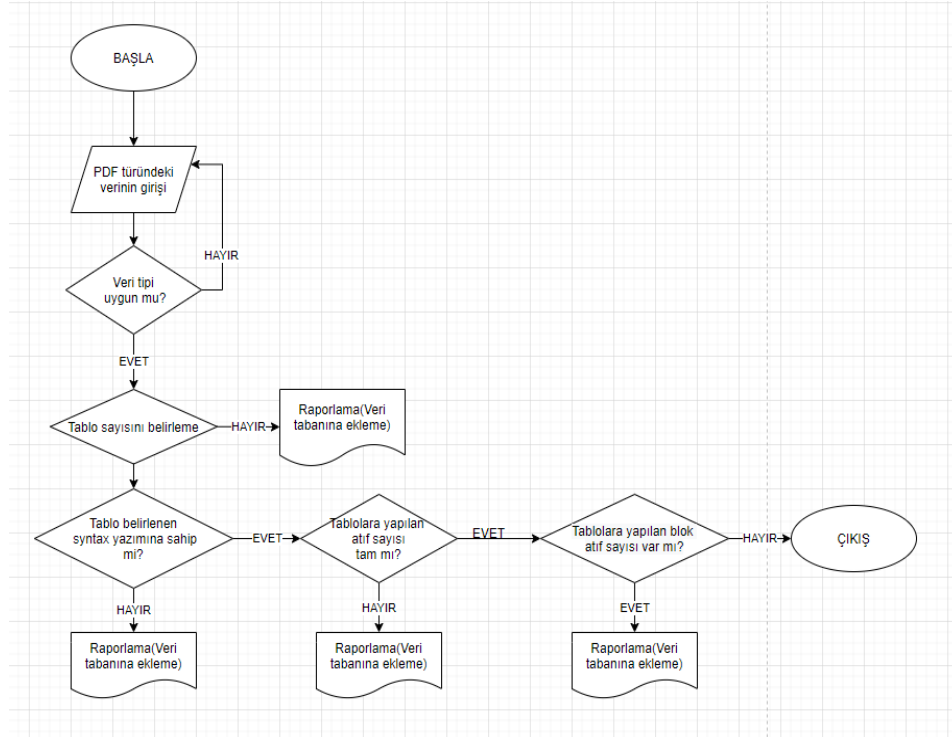 BAŞLA
PDF türündeki
verinin girişi
HAYIR
Veri tipi
uygun mu?
EVET
Tablo sayısını belirleme
HAYIR
Raporlama(Veri
tabanına ekleme)
Tablo belirlenen
syntax yazımına sahip
mi?
EVET
Tablolara yapılan
atıf sayısı
tam mı?
EVET
Tablolara yapılan blok
atıf sayısı var mı?
HAYIR
ÇIKIŞ
HAYIR
HAYIR
EVET
Raporlama(Veri
tabanına ekleme)
Raporlama(Veri
tabanına ekleme)
Raporlama(Veri
tabanına ekleme)